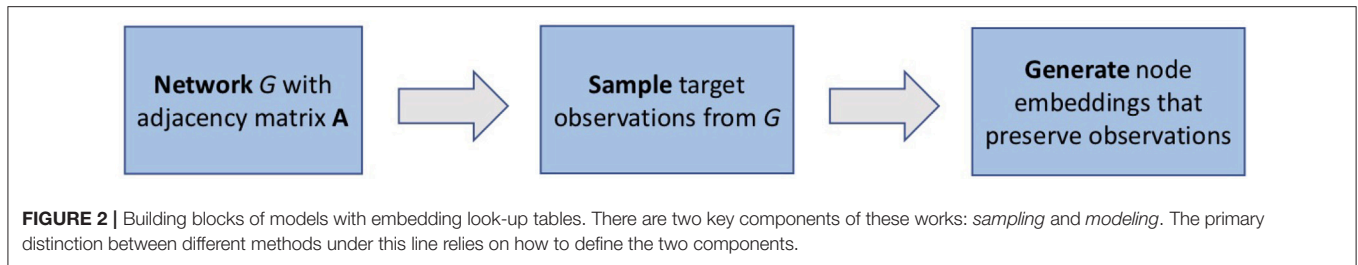 Network G with
adjacency matrix A
Sample target
observations from G
Generate node
embeddings that
preserve observations
FIGURE 2 | Building blocks of models with embedding look-up tables. There are two key components of these works: sampling and modeling. The primary
distinction between different methods under this line relies on how to define the two components.